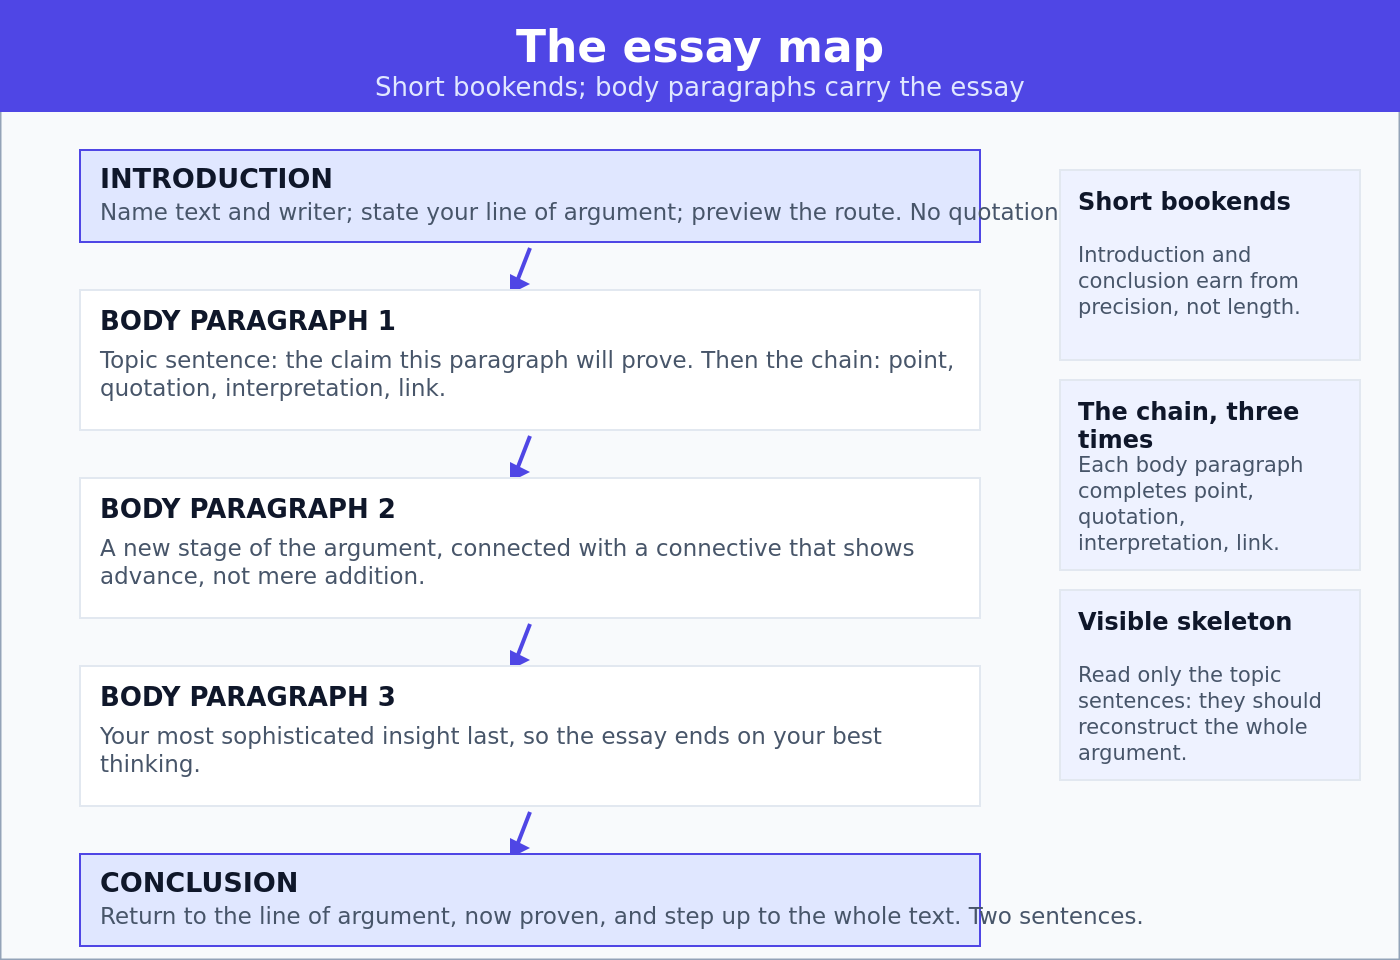 The essay map
Short bookends; body paragraphs carry the essay
INTRODUCTION
Name text and writer; state your line of argument; preview the route. No quotation
BODY PARAGRAPH 1
Topic sentence: the claim this paragraph will prove. Then the chain: point,
quotation, interpretation, link.
BODY PARAGRAPH 2
A new stage of the argument, connected with a connective that shows
advance, not mere addition.
BODY PARAGRAPH 3
Your most sophisticated insight last, so the essay ends on your best
thinking.
CONCLUSION
Return to the line of argument, now proven, and step up to the whole text. Two sentences.
Short bookends
Introduction and
conclusion earn from
precision, not length.
The chain, three
times
Each body paragraph
completes point,
quotation,
interpretation, link.
Visible skeleton
Read only the topic
sentences: they should
reconstruct the whole
argument.